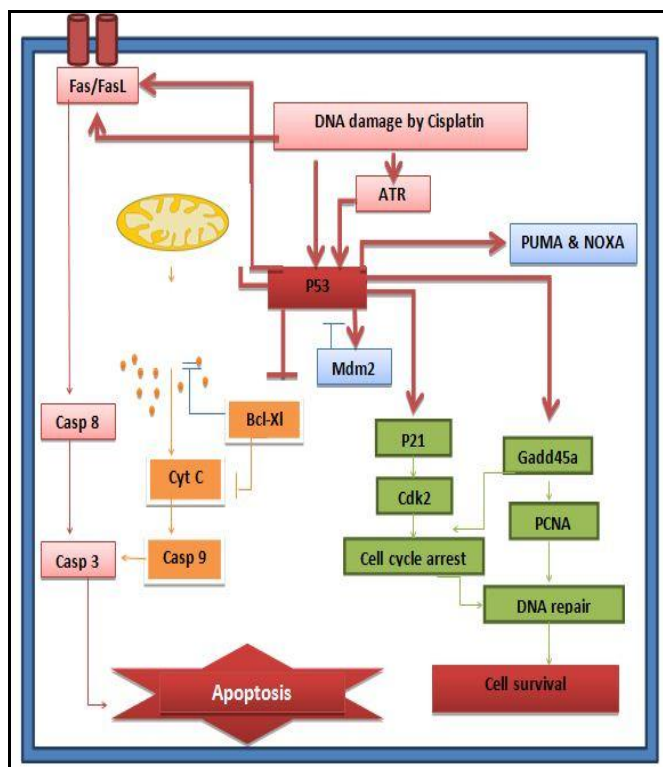 Fas/FasL
DNA damage by Cisplatin
ATR
PUMA & NOXA
P53
Mdm2
Bcl-Xl
Casp 8
P21
Gadd45a
Cyt C
Cdk2
PCNA
Casp 3
Casp 9
Cell cycle arrest
DNA repair
Apoptosis
Cell survival